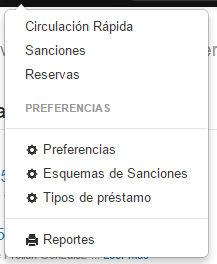 Circulación Rápida
Sanciones
Reservas
PREFERENCIAS
Preferencias
Esquemas de Sanciones
Tipos de préstamo
Reportes